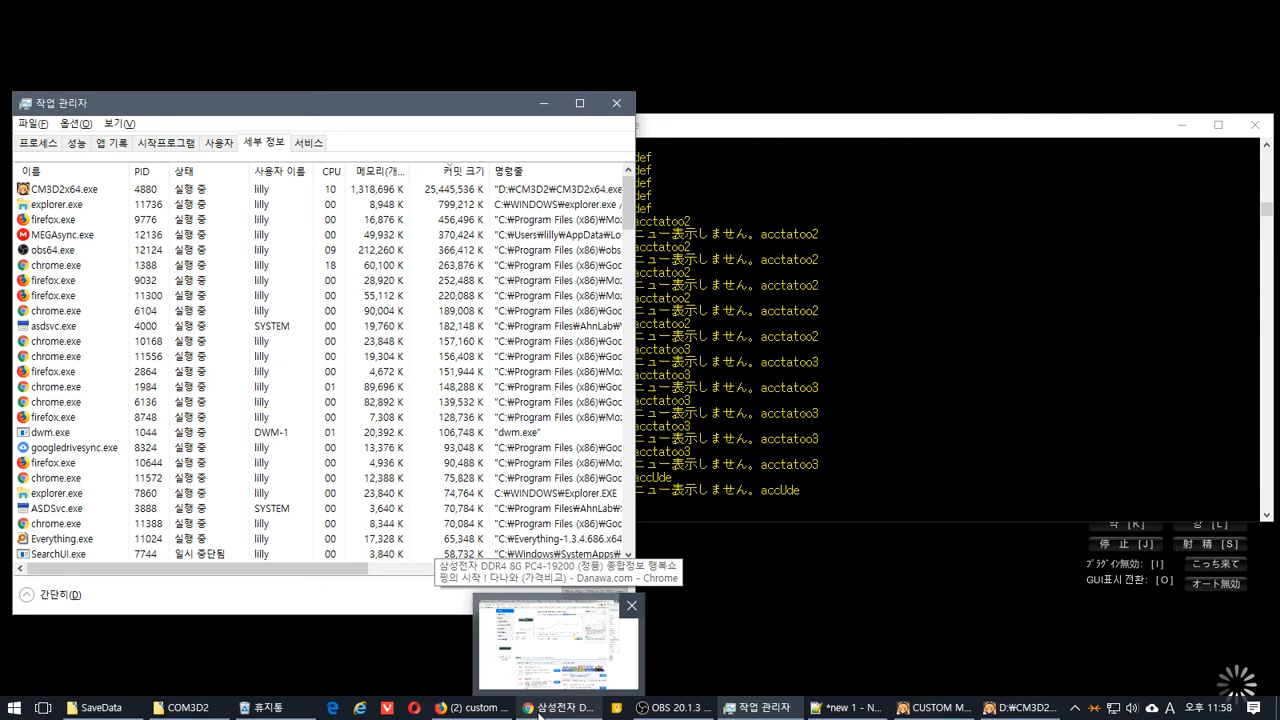 작업 관리자
파일(F) 옵션(O) 보기(V)
프로세스 성능 앱 기록 시작프로그램 사용자 세부 정보 서비스
이름 PID 상태 사용자 이름 CPU 메모리(개... 커밋 크기 명령줄
CM3D2x64.exe 4880 실행 중 lilly 10 25,445,536 K "D:₩CM3D2₩CM3D2x64.exe
explorer.exe 11736 실행 중 lilly 00 8,948 K 799,212 K C:₩WINDOWS₩explorer.exe /
firefox.exe 9776 실행 중 lilly 00 39,876 K 456,496 K "C:₩Program Files (x86)₩Moz
MEGAsync.exe 12136 실행 중 lilly 00 49,392 K 370,424 K "C:₩Users₩lilly₩AppData₩Lo
obs64.exe 12124 실행 중 lilly 09 212,260 K 366,412 K "C:₩Program Files (x86)₩obs
chrome.exe 1388 실행 중 lilly 18 60,100 K 263,876 K "C:₩Program Files (x86)₩Goo
firefox.exe 9032 실행 중 lilly 00 28,920 K 252,488 K "C:₩Program Files (x86)₩Moz
firefox.exe 11300 실행 중 lilly 00 55,112 K 220,088 K "C:₩Program Files (x86)₩Moz
chrome.exe 6104 실행 중 lilly 00 90,004 K 186,008 K "C:₩Program Files (x86)₩Goo
asdsvc.exe 4000 실행 중 SYSTEM 00 182,148 K "C:₩Program Files₩AhnLab₩
chrome.exe 10168 실행 중 lilly 00 23,848 K 157,160 K "C:₩Program Files (x86)₩Goo
chrome.exe 11556 실행 중 lilly 00 156,408 K "C:₩Program Files (x86)₩Goo
firefox.exe 2864 실행 중 lilly 00 4,672 K 151,944 K "C:₩Program Files (x86)₩Moz
chrome.exe 1984 실행 중 lilly 01 89,696 K 148,288 K "C:₩Program Files (x86)₩Goo
chrome.exe 6136 실행 중 lilly 00 82,892 K 139,532 K "C:₩Program Files (x86)₩Goo
firefox.exe 8748 실행 중 lilly 00 7,308 K 128,736 K "C:₩Program Files (x86)₩Moz
dwm.exe 1044 실행 중 DWM-1 01 20,392 K 106,748 K "dwm.exe"
googledrivesync.exe 8324 실행 중 lilly 00 13,376 K 93,048 K "C:₩Program Files (x86)₩Goo
firefox.exe 10644 실행 중 lilly 00 4,936 K 90,488 K "C:₩Program Files (x86)₩Moz
chrome.exe 11572 실행 중 lilly 00 12,388 K 77,828 K "C:₩Program Files (x86)₩Goo
explorer.exe 7860 실행 중 lilly 00 23,840 K 74,764 K C:₩WINDOWS₩Explorer.EXE
ASDSvc.exe 3888 실행 중 SYSTEM 00 3,640 K 70,784 K "C:₩Program Files₩AhnLab₩
chrome.exe 11388 실행 중 lilly 00 8,344 K 70,084 K "C:₩Program Files (x86)₩Goo
Everything.exe 11044 실행 중 lilly 00 17,328 K 65,348 K "C:₩Everything-1.3.4.686.x64
SearchUI.exe 7744 일시 중단됨 lilly 00 3,840 K 58,732 K "C:₩Windows₩SystemApps₩
간단히(D)
def
def
def
def
def
acctatoo2
ニュー表示しません。acctatoo2
acctatoo2
ニュー表示しません。acctatoo2
acctatoo2
ニュー表示しません。acctatoo2
acctatoo2
ニュー表示しません。acctatoo2
acctatoo2
ニュー表示しません。acctatoo2
acctatoo3
ニュー表示しません。acctatoo3
acctatoo3
ニュー表示しません。acctatoo3
acctatoo3
ニュー表示しません。acctatoo3
acctatoo3
ニュー表示しません。acctatoo3
acctatoo3
ニュー表示しません。acctatoo3
accUde
ニュー表示しません。accUde
[K] [L]
停 止 [J] 射 精 [S]
[I] こっち来て
[O] ゲート無効
삼성전자 DDR4 8G PC4-19200 (정품) 종합정보 행복쇼
핑의 시작 ! 다나와 (가격비교) - Danawa.com - Chrome
SaveData COM3D2 휴지통 (2) custom ... 삼성전자 D... OBS 20.1.3 ... 작업 관리자 *new 1 - N... CUSTOM M... D:₩CM3D2... A 오후 11:58